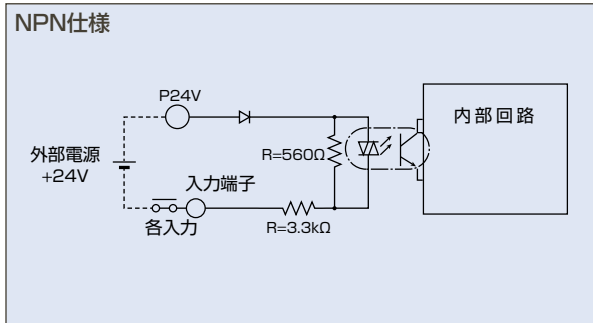 NPN仕様
P24V
内部回路
外部電源
+24V
R=560Ω
入力端子
各入力
R=3.3kΩ